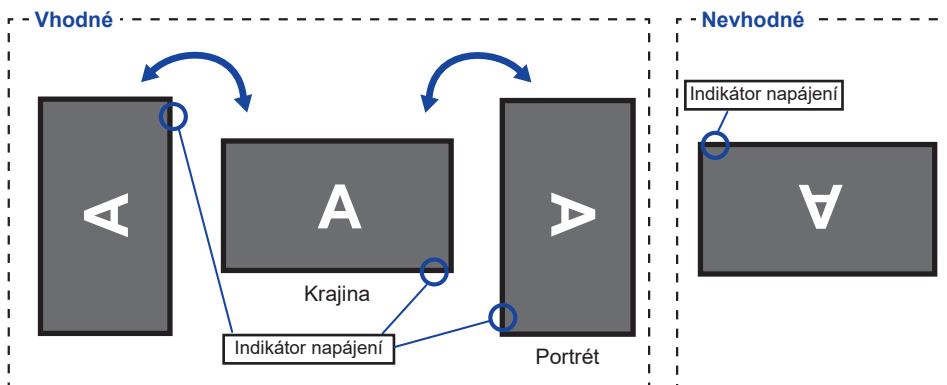 Vhodné
Nevhodné
Indikátor napájení
A
A
A
A
Krajina
Indikátor napájení
Portrét